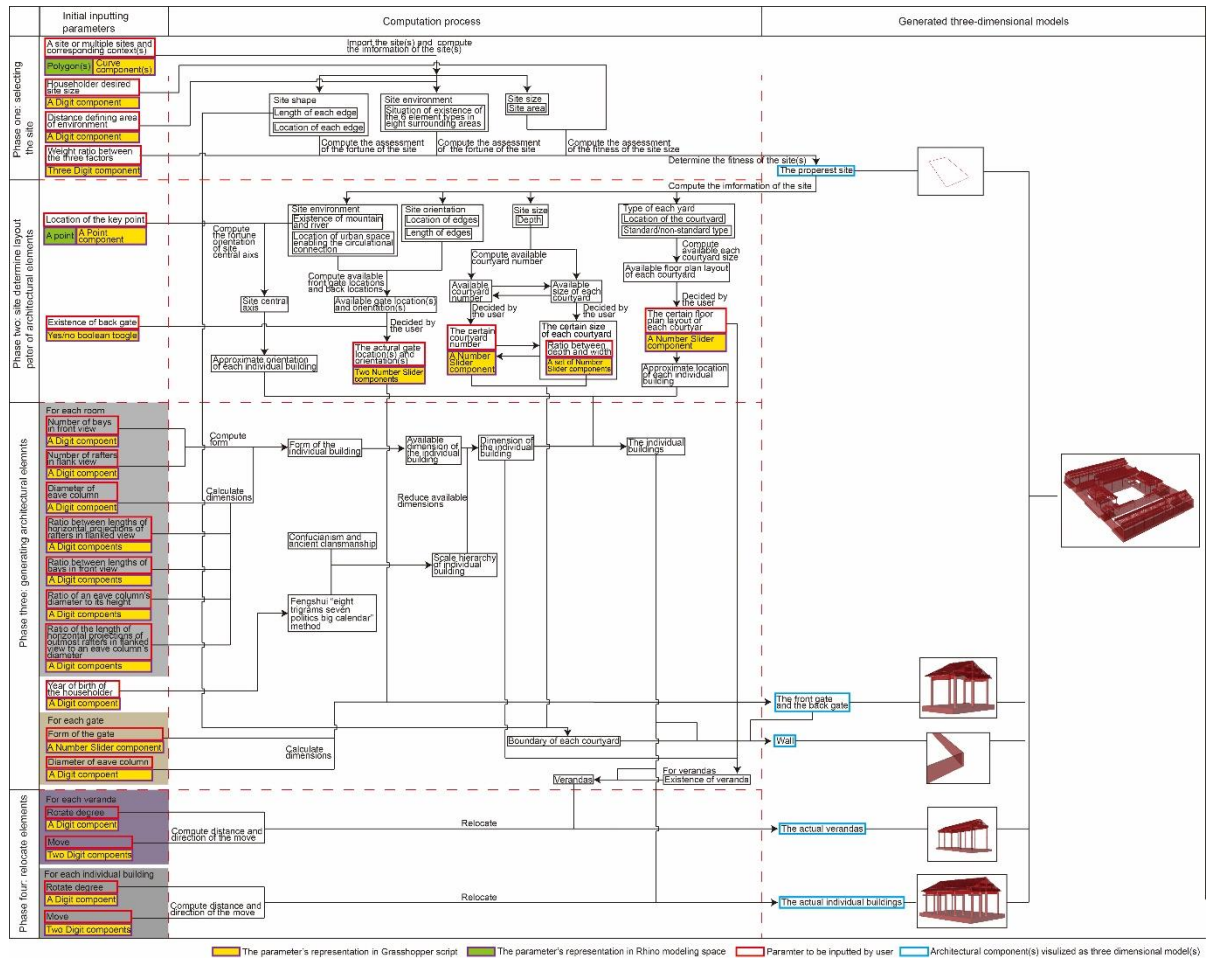 Initial inputting
parameters
Computation process
Generated three-dimensional models
Phase one: selecting
the site
A site or multiple sites and
corresponding context(s)
Polygon(s)
Curve
component(s)
Householder desired
site size
A Digit component
Distance defining area of
environment
A Digit component
Weight ratio between
the three factors
Three Digit component
Import the site(s) and compute
the imformation of the site(s)
Site shape
Length of each edge
Location of each edge
Site environment
Situation of existence of
the 6 element types in
eight surrounding areas
Site size
Site area
Compute the assessment
of the fortune of the site
Compute the assessment
of the fortune of the site
Compute the assessment
of the fitness of the site size
Determine the fitness of the site(s)
The properest site
Phase two: site determine layout
pater of architectural elements
Location of the key point
A point
A Point
component
Existence of back gate
Yes/no boolean toogle
Compute the imformation of the site
Compute
the fortune
orientation
of site
central aixs
Site environment
Existence of mountain
and river
Location of urban space
enabling the circulational
connection
Site orientation
Location of edges
Length of edges
Site size
Depth
Type of each yard
Location of the courtyard
Standard/non-standard type
Compute available
front gate locations
and back locations
Compute available
courtyard number
Compute
available each
courtyard size
Site central
axis
Available gate location(s)
and orientation(s)
Available
courtyard number
Available
size of each
courtyard
Available floor plan layout
of each courtyard
Decided
by the user
Decided by
the user
Decided by
the user
Decided by
the user
The actural gate
location(s) and
orientation(s)
Two Number Slider
components
The certain
courtyard
number
A Number
Slider
component
The certain size
of each courtyard
Ratio between
depth and width
A set of Number
Slider components
The certain floor
plan layout of
each courtyar
A Number Slider
component
Approximate orientation
of each individual building
Approximate location
of each individual
building
Phase three: generating architectural elemnts
For each room
Number of bays
in front view
A Digit component
Number of rafters
in flank view
A Digit compoent
Diameter of
eave column
A Digit component
Ratio between lengths of
horizontal projections of
rafters in flanked view
A Digit compoents
Ratio between lengths of
bays in front view
A Digit compoents
Ratio of an eave column's
diameter to its height
A Digit compoents
Ratio of the length of
horizontal projections of
outmost rafters in flanked
view to an eave column's
diameter
A Digit compoents
Year of birth of
the householder
A Digit component
For each gate
Form of the gate
A Number Slider component
Diameter of eave column
A Digit component
Compute
form
Calculate dimensions
Form of the
individual building
Available
dimension of the
individual building
Dimension of
the individual
building
The individual
buildings
Reduce available
dimensions
Confucianism and
ancient clansmanship
Scale hierarchy
of individual
building
Fengshui "eight
trigrams seven
politics big calendar"
method
Calculate
dimensions
Boundary of each courtyard
For verandas
Verandas
Existence of veranda
The front gate
and the back gate
Wall
Phase four: relocate elements
For each veranda
Rotate degree
A Digit component
Move
Two Digit compoents
Compute distance and
direction of the move
Relocate
The actual verandas
For each individual building
Rotate degree
A Digit component
Move
Two Digit compoents
Compute distance and
direction of the move
Relocate
The actual individual buildings
The parameter's representation in Grasshopper script
The parameter's representation in Rhino modeling space
Paramter to be inputted by user
Architectural component(s) visulized as three dimensional model(s)